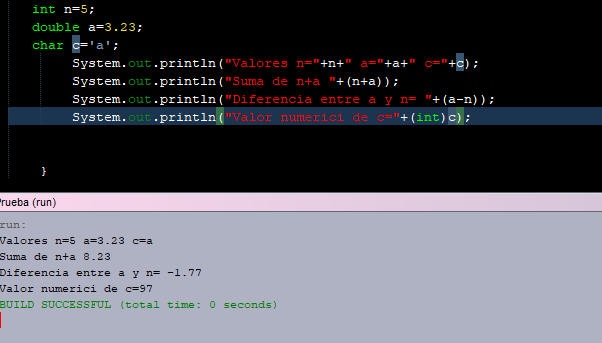 int n=5;
double a=3.23;
char c='a';
System.out.println("Valores n="+n+" a="+a+" c="+c);
System.out.println("Suma de n+a "+(n+a));
System.out.println("Diferencia entre a y n= "+(a-n));
System.out.println("Valor numerici de c="+(int)c);
}
Prueba (run)
run:
Valores n=5 a=3.23 c=a
Suma de n+a 8.23
Diferencia entre a y n= -1.77
Valor numerici de c=97
BUILD SUCCESSFUL (total time: 0 seconds)